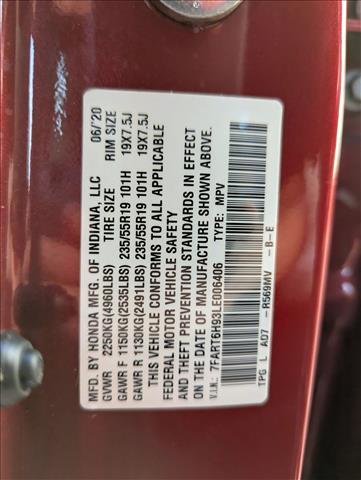 MFD. BY HONDA MFG. OF INDIANA, LLC 06/'20
GVWR 2250KG(4960LBS) TIRE SIZE RIM SIZE
GAWR F 1150KG(2535LBS) 235/55R19 101H 19X7.5J
GAWR R 1130KG(2491LBS) 235/55R19 101H 19X7.5J
THIS VEHICLE CONFORMS TO ALL APPLICABLE
FEDERAL MOTOR VEHICLE SAFETY
AND THEFT PREVENTION STANDARDS IN EFFECT
ON THE DATE OF MANUFACTURE SHOWN ABOVE.
V.I.N.: 7FART6H93LE006406 TYPE: MPV
TPG L A07 -R569MV -B-E